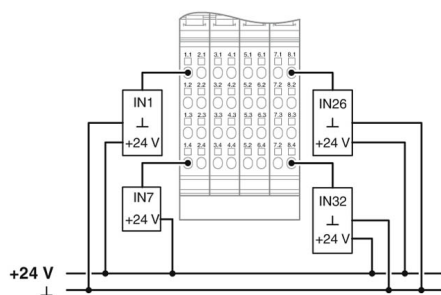 1.1 2.1 3.1 4.1 5.1 6.1 7.1 8.1
1.2 2.2 3.2 4.2 5.2 6.2 7.2 8.2
1.3 2.3 3.3 4.3 5.3 6.3 7.3 8.3
1.4 2.4 3.4 4.4 5.4 6.4 7.4 8.4
IN1
+24 V
IN7
+24 V
IN26
+24 V
IN32
+24 V
+24 V